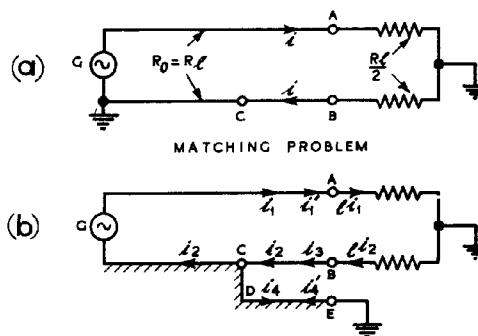 (a)
G
R₀ = Rℓ
i
A
Rℓ/2
i
C
B
MATCHING PROBLEM
(b)
G
i₁ i₁′ A ℓi₁
i₂ C i₂ i₃ B ℓi₂
D i₄ i₄′ E